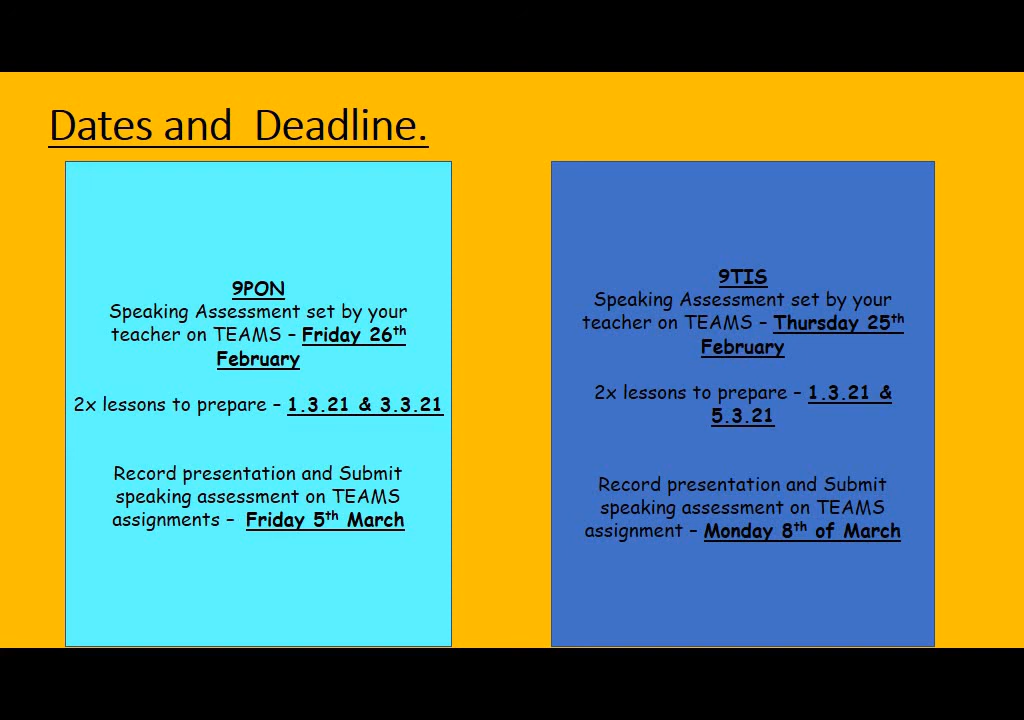 Dates and  Deadline.
9PON
Speaking Assessment set by your
teacher on TEAMS – Friday 26th
February
2x lessons to prepare – 1.3.21 & 3.3.21
Record presentation and Submit
speaking assessment on TEAMS
assignments –  Friday 5th March
9TIS
Speaking Assessment set by your
teacher on TEAMS – Thursday 25th
February
2x lessons to prepare – 1.3.21 &
5.3.21
Record presentation and Submit
speaking assessment on TEAMS
assignment – Monday 8th of March